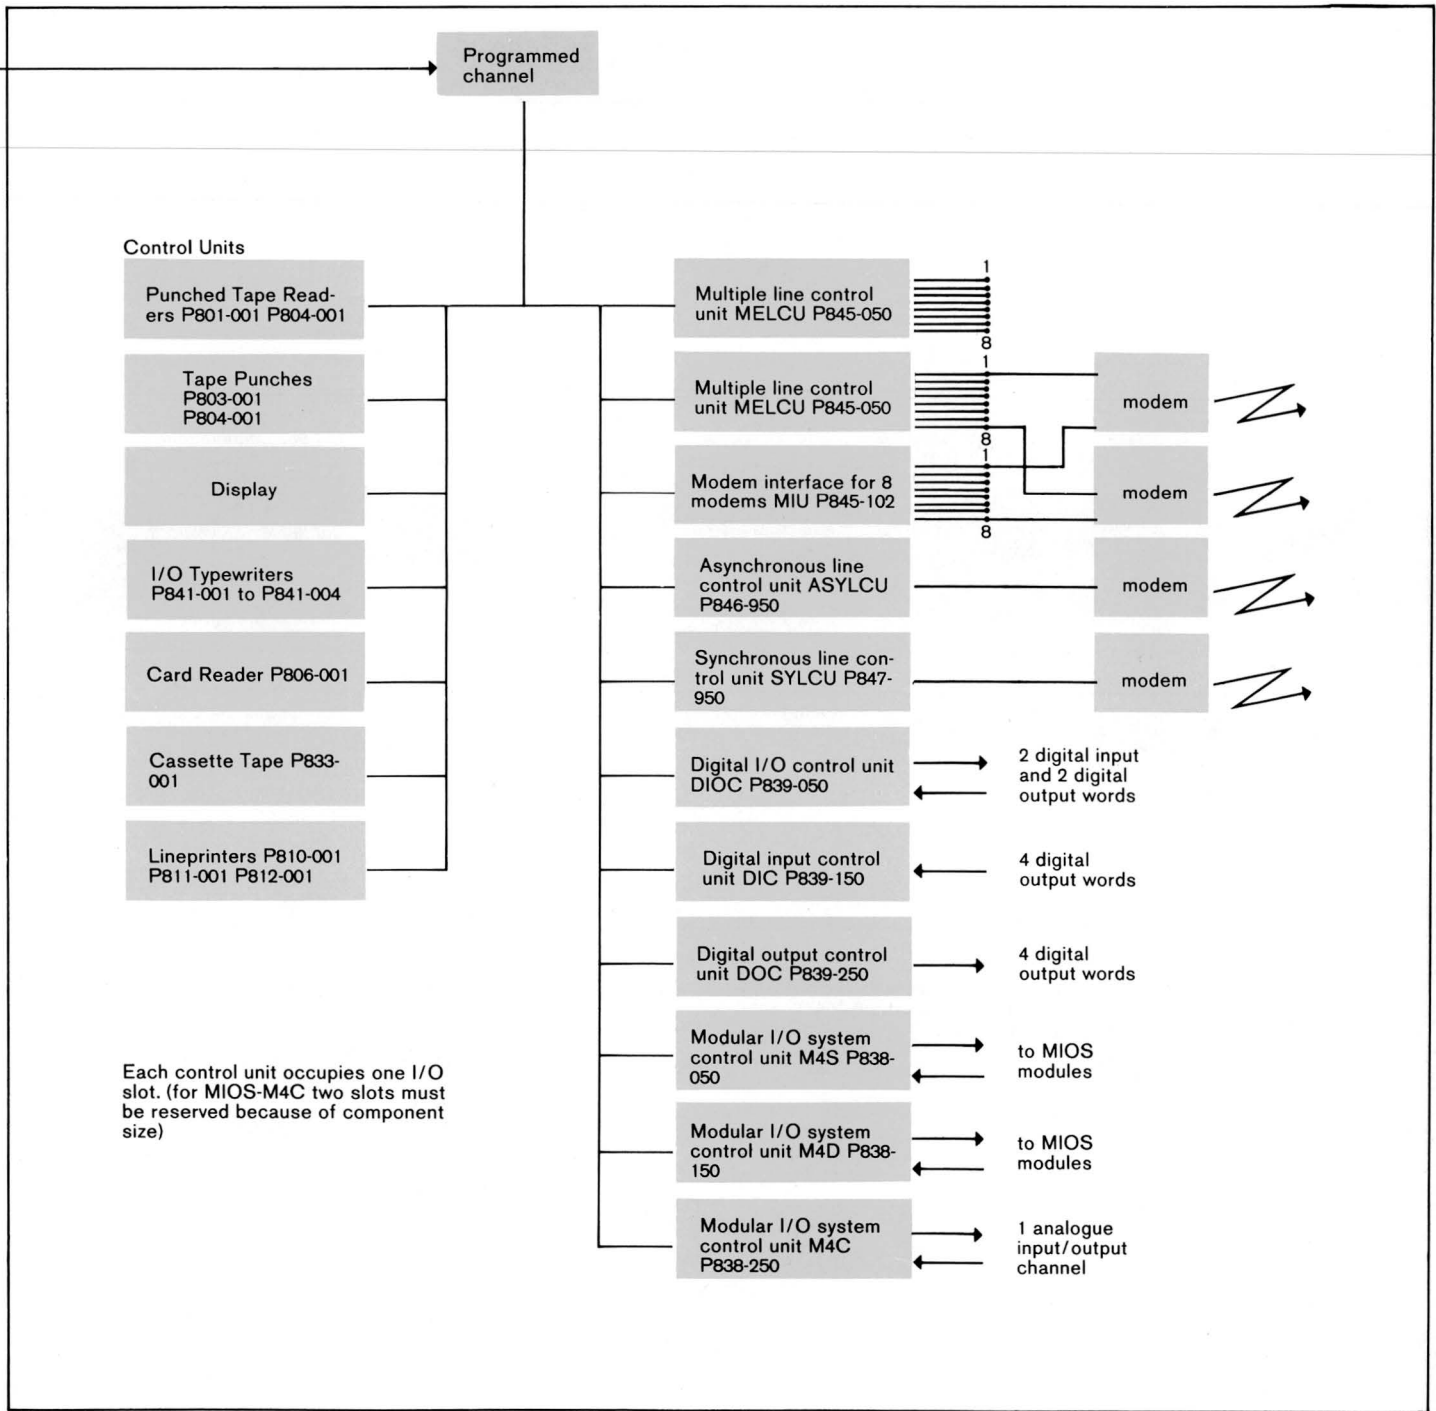 Programmed
channel
Control Units
Punched Tape Read-
ers P801-001 P804-001
Tape Punches
P803-001
P804-001
Display
I/O Typewriters
P841-001 to P841-004
Card Reader P806-001
Cassette Tape P833-
001
Lineprinters P810-001
P811-001 P812-001
Each control unit occupies one I/O
slot. (for MIOS-M4C two slots must
be reserved because of component
size)
Multiple line control
unit MELCU P845-050
1
8
Multiple line control
unit MELCU P845-050
1
8
modem
Modem interface for 8
modems MIU P845-102
1
8
modem
Asynchronous line
control unit ASYLCU
P846-950
modem
Synchronous line con-
trol unit SYLCU P847-
950
modem
Digital I/O control unit
DIOC P839-050
2 digital input
and 2 digital
output words
Digital input control
unit DIC P839-150
4 digital
output words
Digital output control
unit DOC P839-250
4 digital
output words
Modular I/O system
control unit M4S P838-
050
to MIOS
modules
Modular I/O system
control unit M4D P838-
150
to MIOS
modules
Modular I/O system
control unit M4C
P838-250
1 analogue
input/output
channel